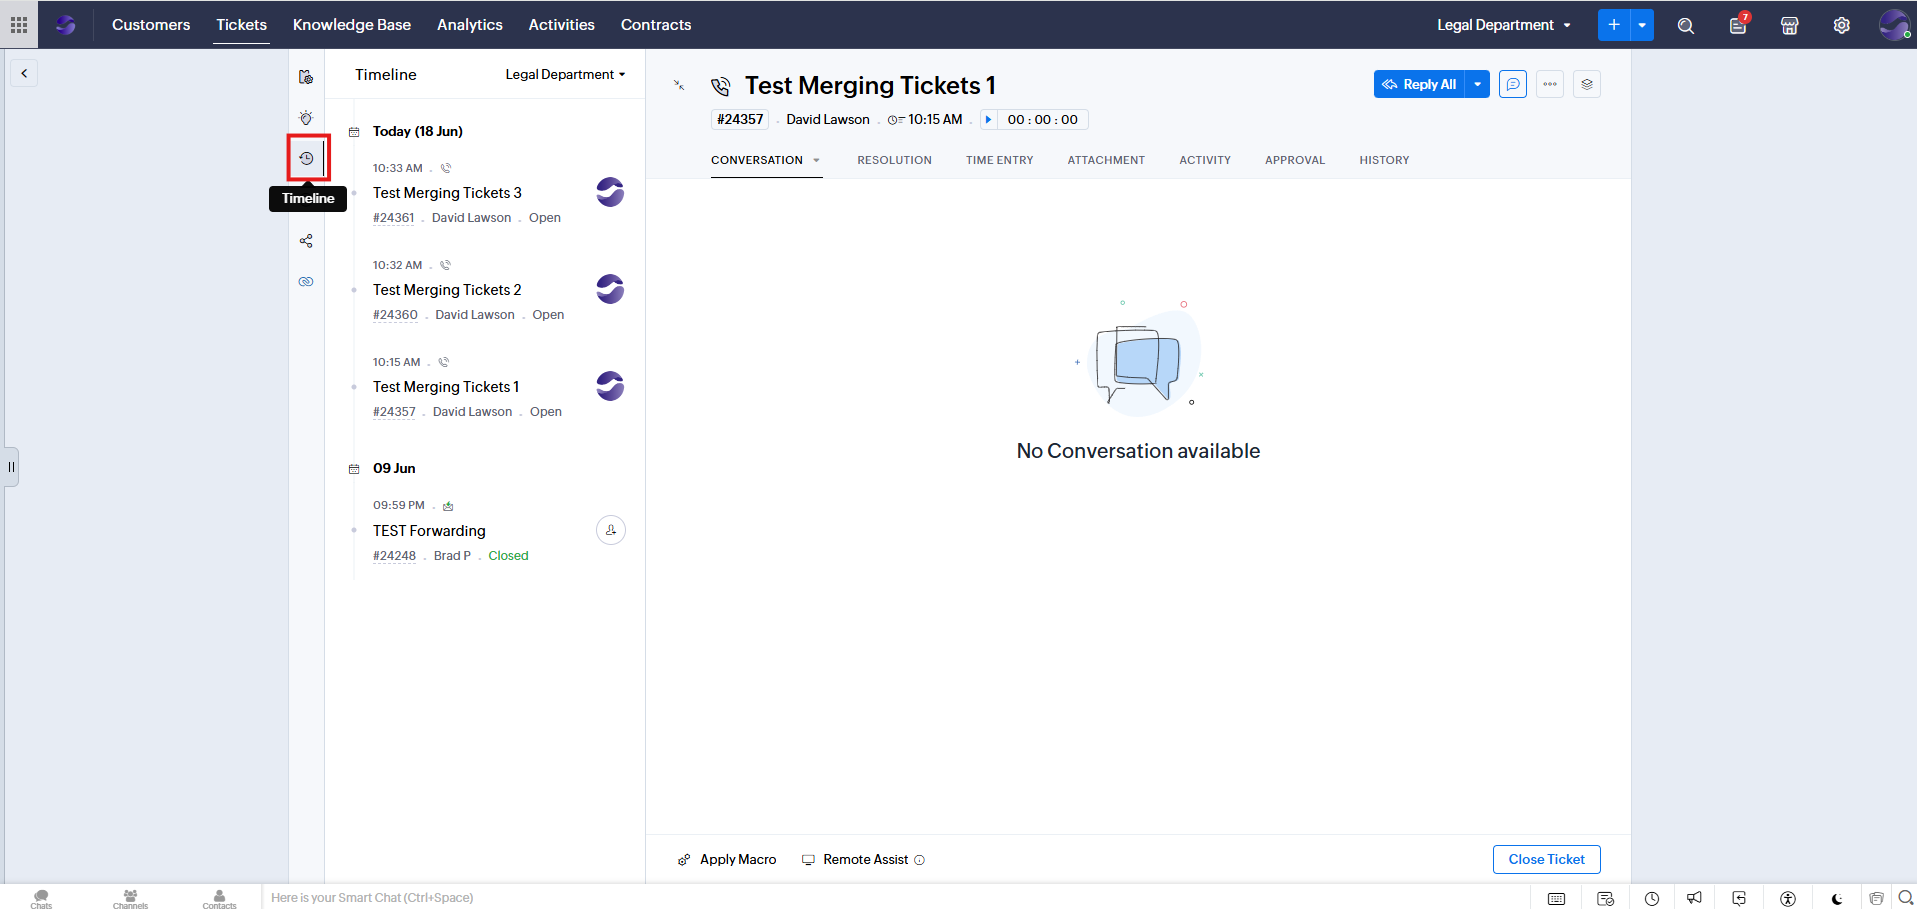 Customers
Tickets
Knowledge Base
Analytics
Activities
Contracts
Legal Department
7
Timeline
Legal Department
Timeline
Today (18 Jun)
10:33 AM
Test Merging Tickets 3
#24361 . David Lawson . Open
10:32 AM
Test Merging Tickets 2
#24360 . David Lawson . Open
10:15 AM
Test Merging Tickets 1
#24357 . David Lawson . Open
09 Jun
09:59 PM
TEST Forwarding
#24248 . Brad P . Closed
Test Merging Tickets 1
Reply All
#24357 . David Lawson . 10:15 AM . 00 : 00 : 00
CONVERSATION
RESOLUTION
TIME ENTRY
ATTACHMENT
ACTIVITY
APPROVAL
HISTORY
No Conversation available
Apply Macro
Remote Assist
Close Ticket
Chats
Channels
Contacts
Here is your Smart Chat (Ctrl+Space)